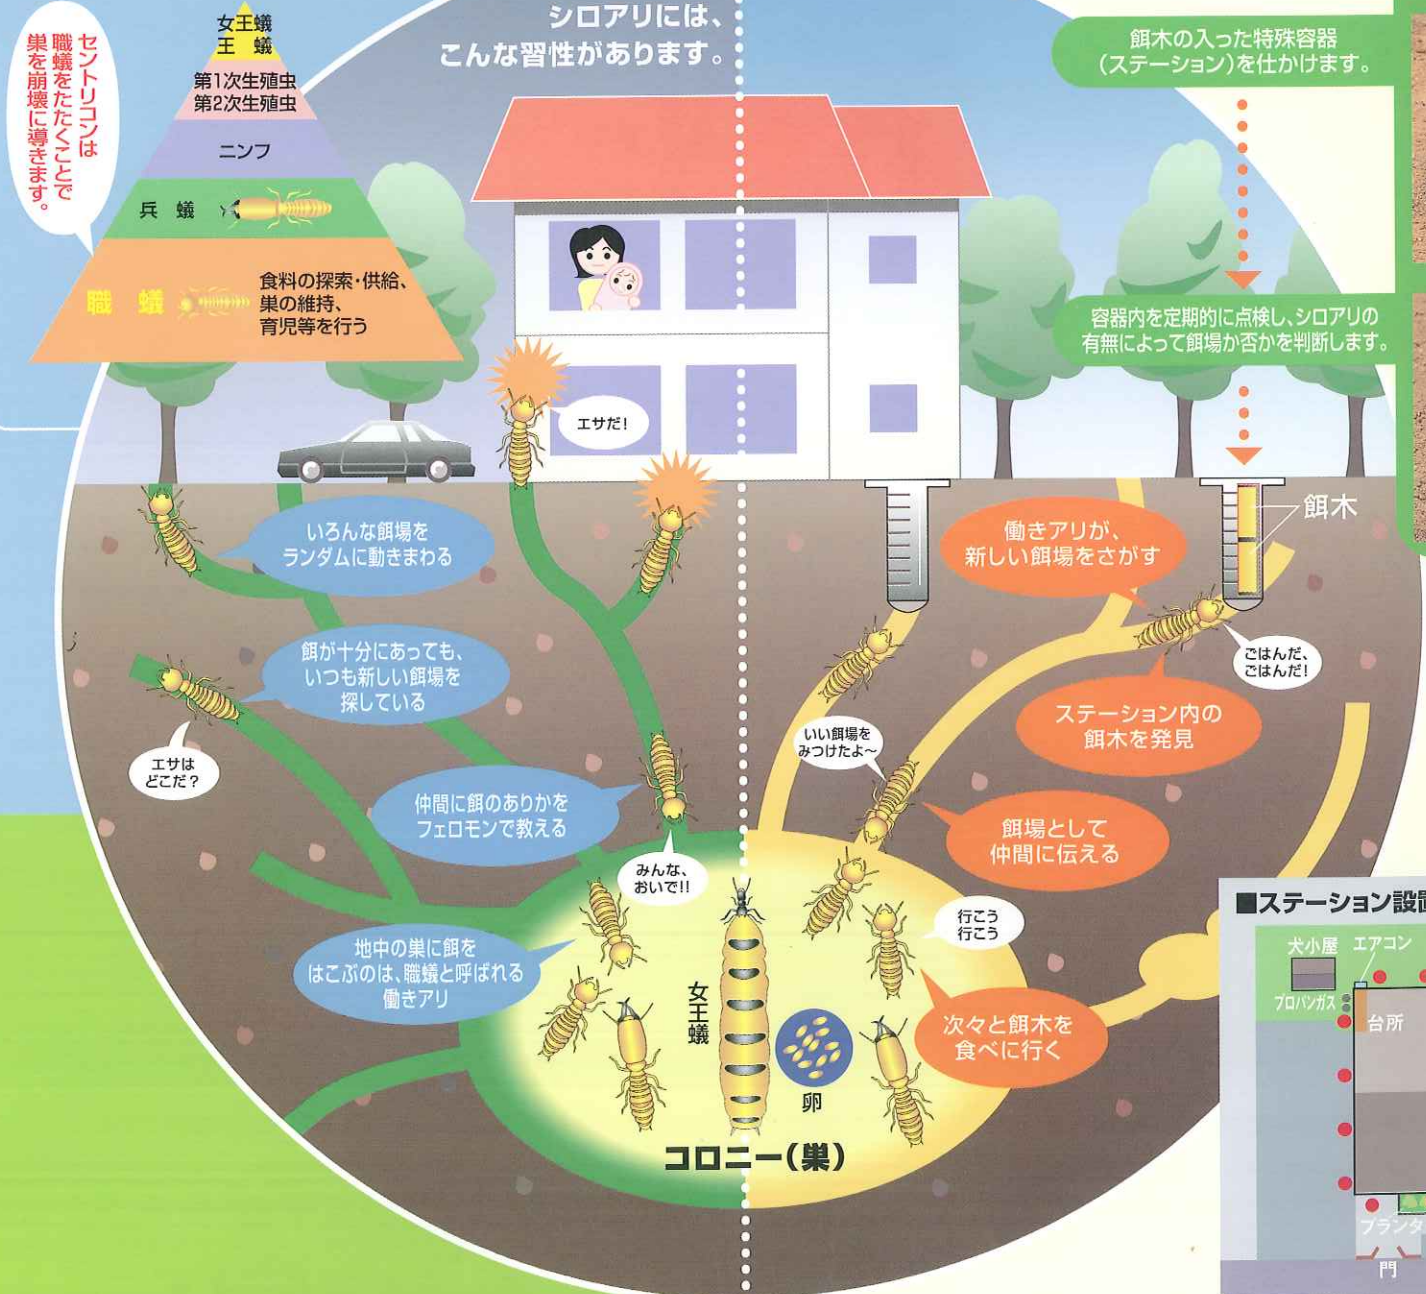 セントリコンは
職蟻をたたくことで
巣を崩壊に導きます。
女王蟻
王 蟻
第1次生殖虫
第2次生殖虫
ニンフ
兵 蟻
職 蟻
食料の探索・供給、
巣の維持、
育児等を行う
シロアリには、
こんな習性があります。
エサだ!
いろんな餌場を
ランダムに動きまわる
餌が十分にあっても、
いつも新しい餌場を
探している
エサは
どこだ?
仲間に餌のありかを
フェロモンで教える
みんな、
おいで!!
地中の巣に餌を
はこぶのは、職蟻と呼ばれる
働きアリ
女王蟻
卵
コロニー(巣)
餌木の入った特殊容器
(ステーション)を仕かけます。
容器内を定期的に点検し、シロアリの
有無によって餌場か否かを判断します。
餌木
働きアリが、
新しい餌場をさがす
ごはんだ、
ごはんだ!
ステーション内の
餌木を発見
いい餌場を
みつけたよ～
餌場として
仲間に伝える
行こう
行こう
次々と餌木を
食べに行く
■ステーション設置
犬小屋 エアコン
プロパンガス
台所
プランタ
門